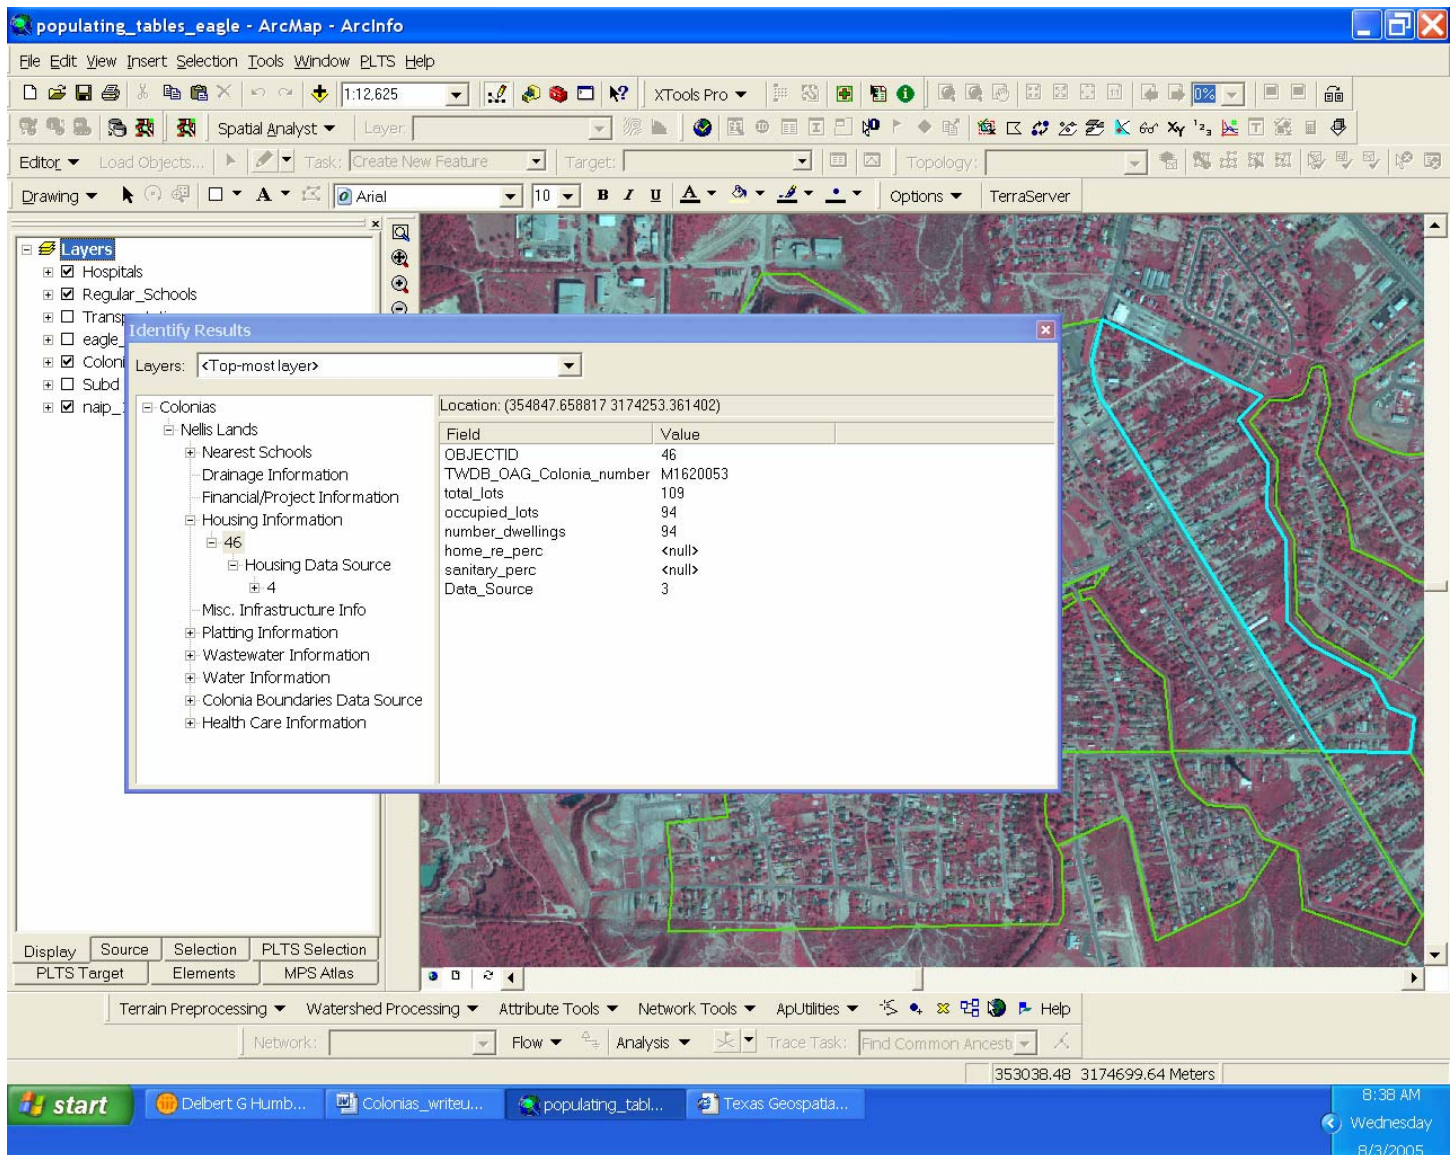 populating_tables_eagle - ArcMap - ArcInfo
File Edit View Insert Selection Tools Window PLTS Help
1:12,625 XTools Pro 0%
Spatial Analyst Layer:
Editor Load Objects... Task: Create New Feature Target: Topology:
Drawing A Arial 10 B I U A Options TerraServer
Layers
Hospitals
Regular_Schools
eagle_
Coloni
Subd
naip_
Identify Results
Layers: <Top-most layer>
Colonias
Nellis Lands
Nearest Schools
Drainage Information
Financial/Project Information
Housing Information
46
Housing Data Source
4
Misc. Infrastructure Info
Platting Information
Wastewater Information
Water Information
Colonia Boundaries Data Source
Health Care Information
Location: (354847.658817 3174253.361402)
Field Value
OBJECTID 46
TWDB_OAG_Colonia_number M1620053
total_lots 109
occupied_lots 94
number_dwellings 94
home_re_perc <null>
sanitary_perc <null>
Data_Source 3
Display Source Selection PLTS Selection
PLTS Target Elements MPS Atlas
Terrain Preprocessing Watershed Processing Attribute Tools Network Tools ApUtilities Help
Network: Flow Analysis Trace Task: Find Common Ancest
353038.48 3174699.64 Meters
start Delbert G Humb... Colonias_writeu... populating_tabl... Texas Geospatia...
8:38 AM
Wednesday
8/3/2005